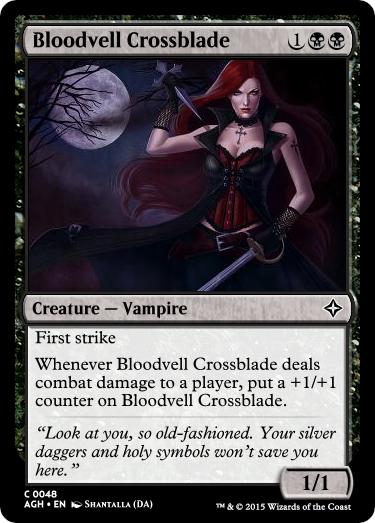 Bloodvell Crossblade 1
Creature — Vampire
First strike
Whenever Bloodvell Crossblade deals
combat damage to a player, put a +1/+1
counter on Bloodvell Crossblade.
“Look at you, so old-fashioned. Your silver
daggers and holy symbols won’t save you
here.”
1/1
C 0048
AGH • EN SHANTALLA (DA)
™ & © 2015 Wizards of the Coast